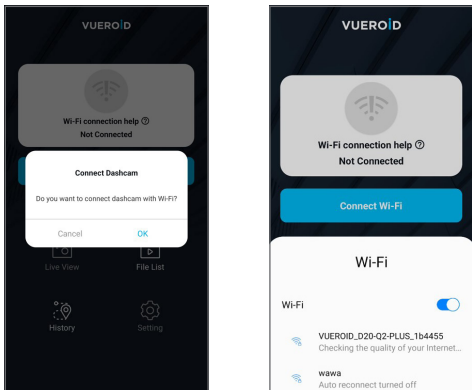 VUEROID
Wi-Fi connection help ?
Not Connected
Connect Dashcam
Do you want to connect dashcam with Wi-Fi?
Cancel
OK
Live View
File List
History
Setting
VUEROID
Wi-Fi connection help ?
Not Connected
Connect Wi-Fi
Wi-Fi
Wi-Fi
VUEROID_D20-Q2-PLUS_1b4455
Checking the quality of your Internet...
wawa
Auto reconnect turned off